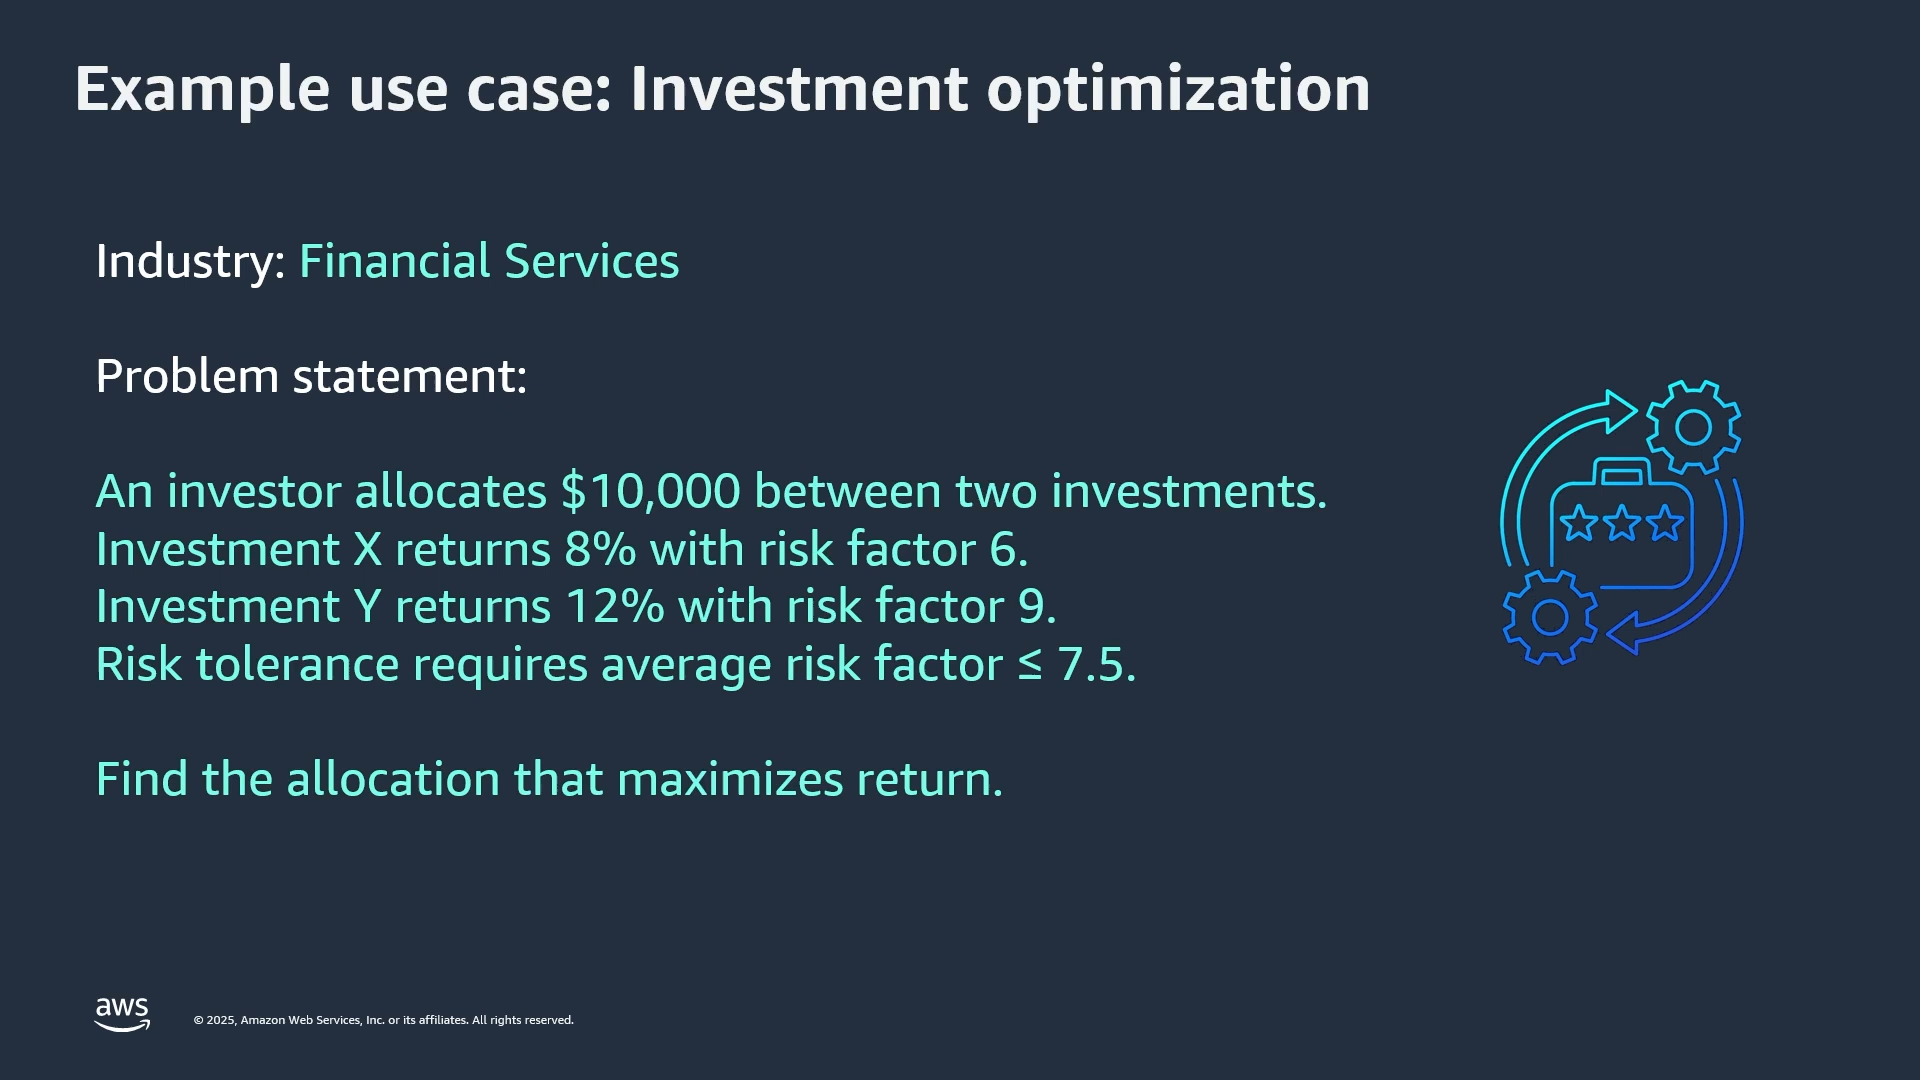 Example use case: Investment optimization
Industry: Financial Services
Problem statement:
An investor allocates $10,000 between two investments.
Investment X returns 8% with risk factor 6.
Investment Y returns 12% with risk factor 9.
Risk tolerance requires average risk factor ≤ 7.5.
Find the allocation that maximizes return.
aws
© 2025, Amazon Web Services, Inc. or its affiliates. All rights reserved.